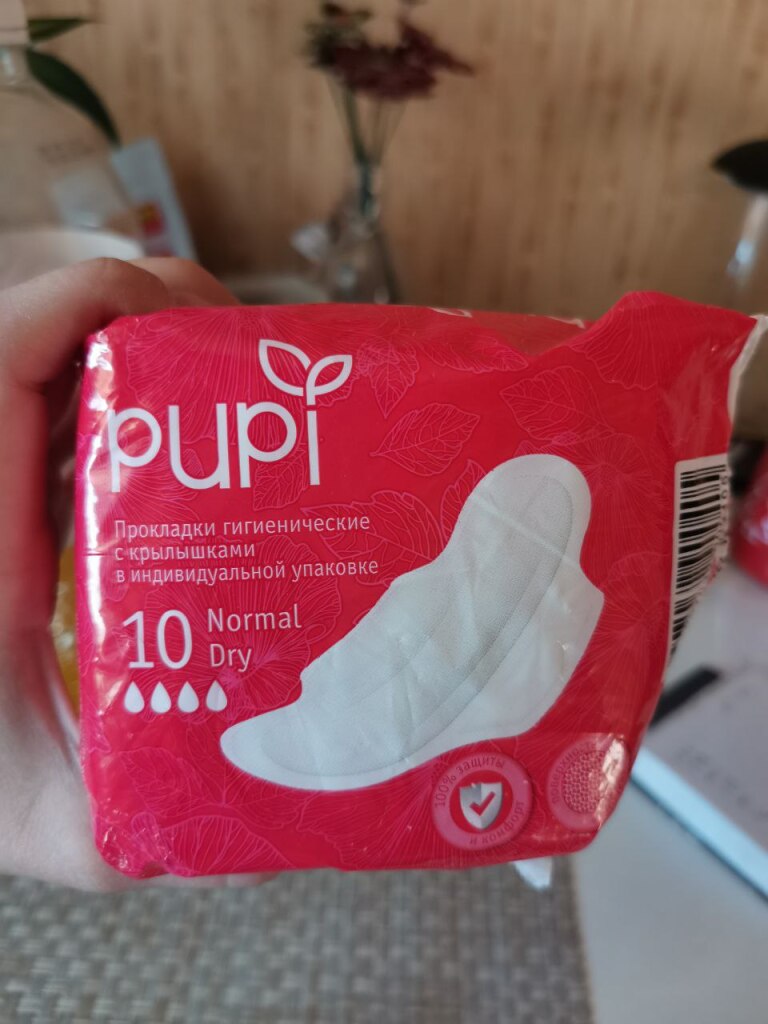 pupi
Прокладки гигиенические
с крылышками
в индивидуальной упаковке
10 Normal
Dry
100% защиты
и комфорт